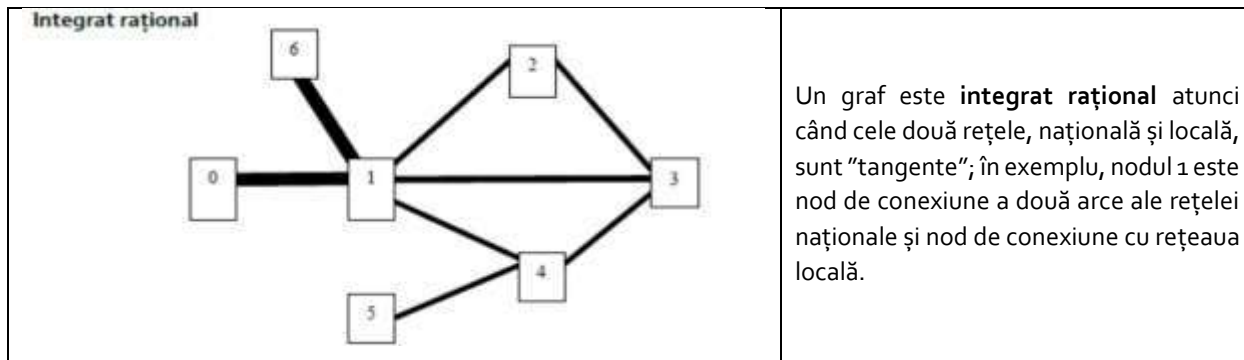 Integrat rațional
6
2
0
1
3
4
5
Un graf este integrat rațional atunci
când cele două rețele, națională și locală,
sunt "tangente"; în exemplu, nodul 1 este
nod de conexiune a două arce ale rețelei
naționale și nod de conexiune cu rețeaua
locală.